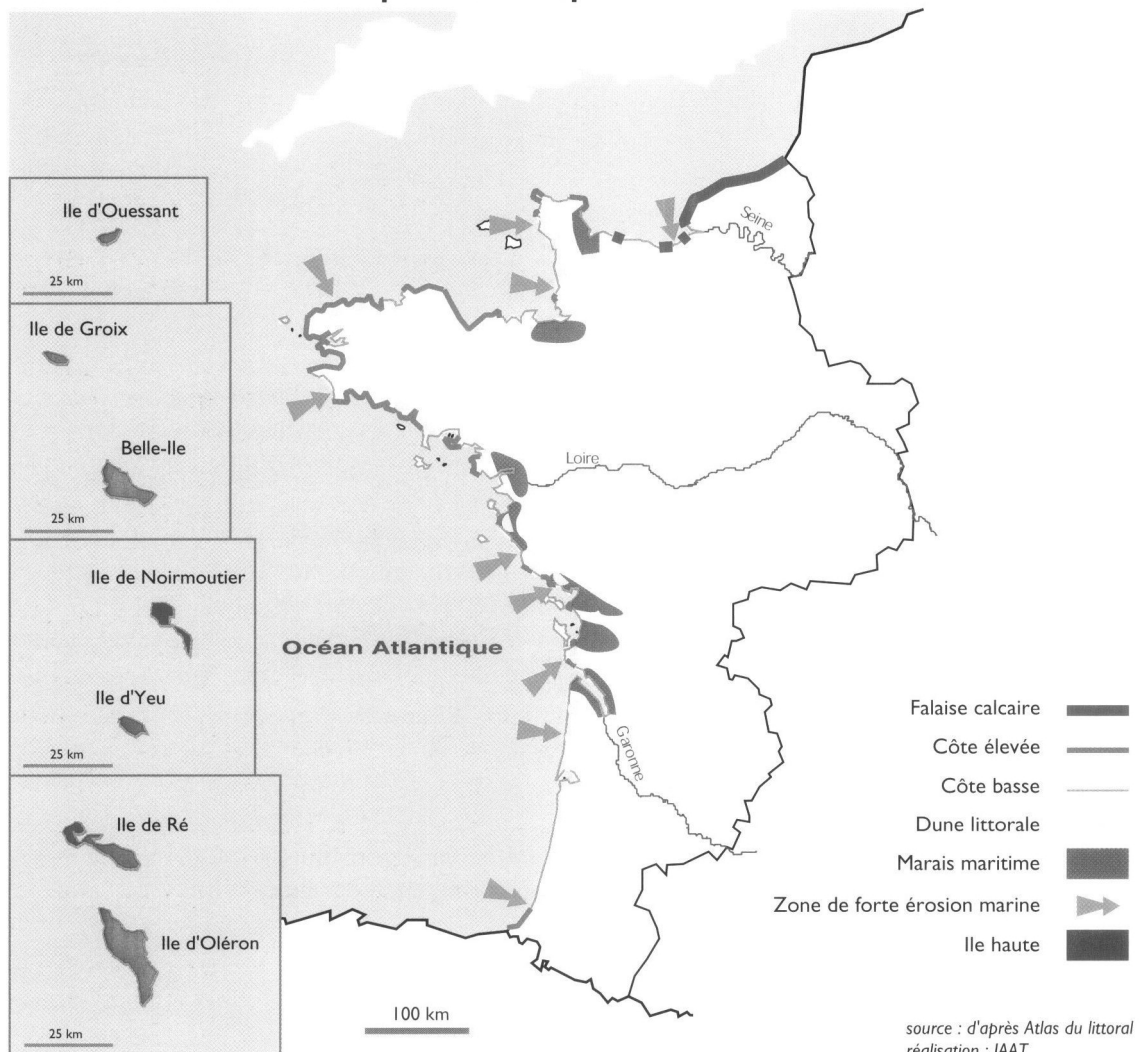 Ile d'Ouessant
25 km
Ile de Groix
Belle-Ile
25 km
Ile de Noirmoutier
Ile d'Yeu
25 km
Ile de Ré
Ile d'Oléron
25 km
Seine
Loire
Océan Atlantique
Garonne
100 km
Falaise calcaire
Côte élevée
Côte basse
Dune littorale
Marais maritime
Zone de forte érosion marine
Ile haute
source : d'après Atlas du littoral
réalisation : IAAT